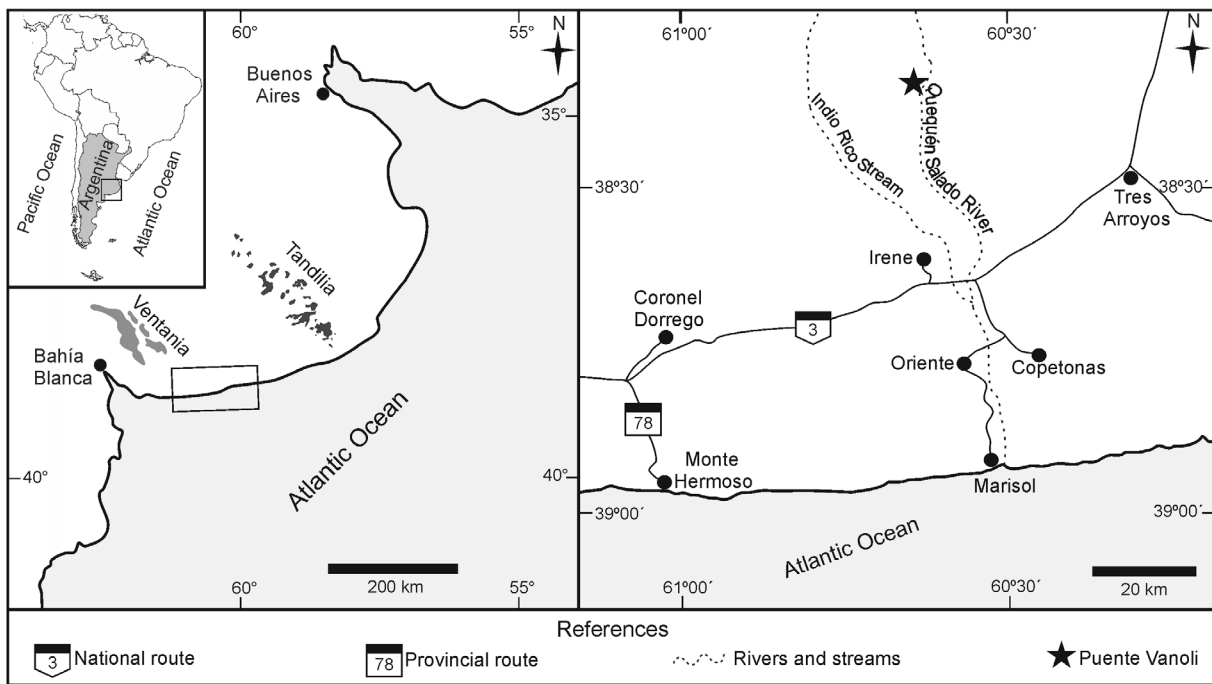 Pacific Ocean
Argentina
Atlantic Ocean
60°
55°
N
Buenos
Aires
35°
Tandilia
Ventania
Bahía
Blanca
Atlantic Ocean
40°
40°
200 km
60°
55°
61°00´
60°30´
N
Indio Rico Stream
Quequén Salado River
38°30´
38°30´
Tres
Arroyos
Irene
Coronel
Dorrego
3
Oriente
Copetonas
78
Monte
Hermoso
Marisol
39°00´
39°00´
Atlantic Ocean
20 km
61°00´
60°30´
References
3 National route
78 Provincial route
Rivers and streams
Puente Vanoli